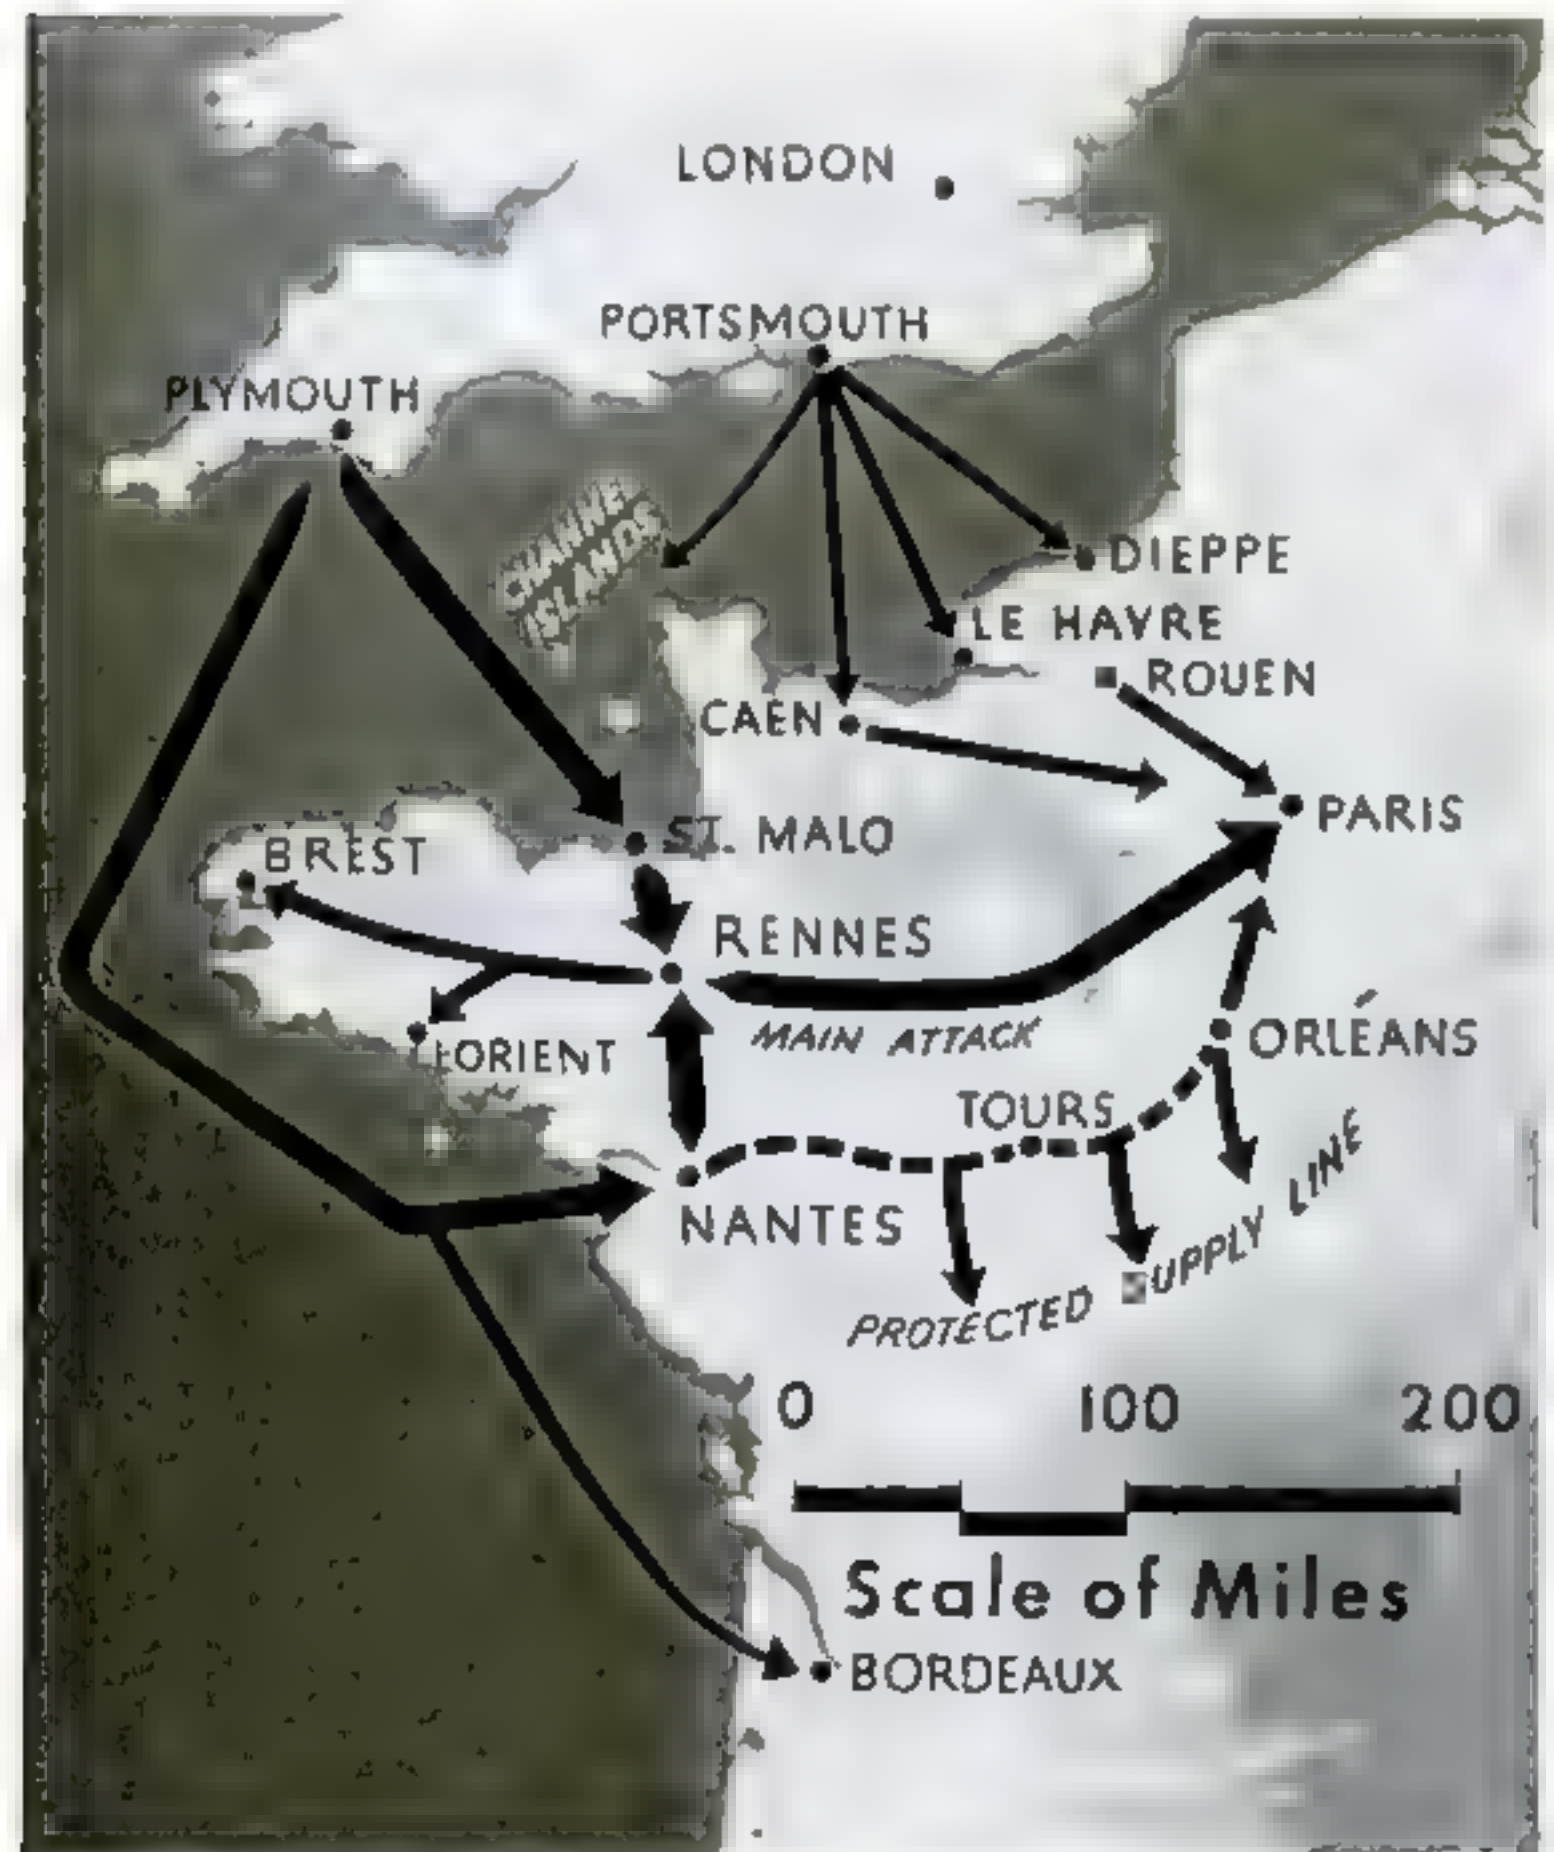 LONDON
PORTSMOUTH
PLYMOUTH
CHANNE
ISLANDS
DIEPPE
LE HAVRE
ROUEN
CAEN
PARIS
ST. MALO
BREST
RENNES
MAIN ATTACK
LORIENT
ORLÉANS
TOURS
NANTES
PROTECTED SUPPLY LINE
0 100 200
Scale of Miles
BORDEAUX